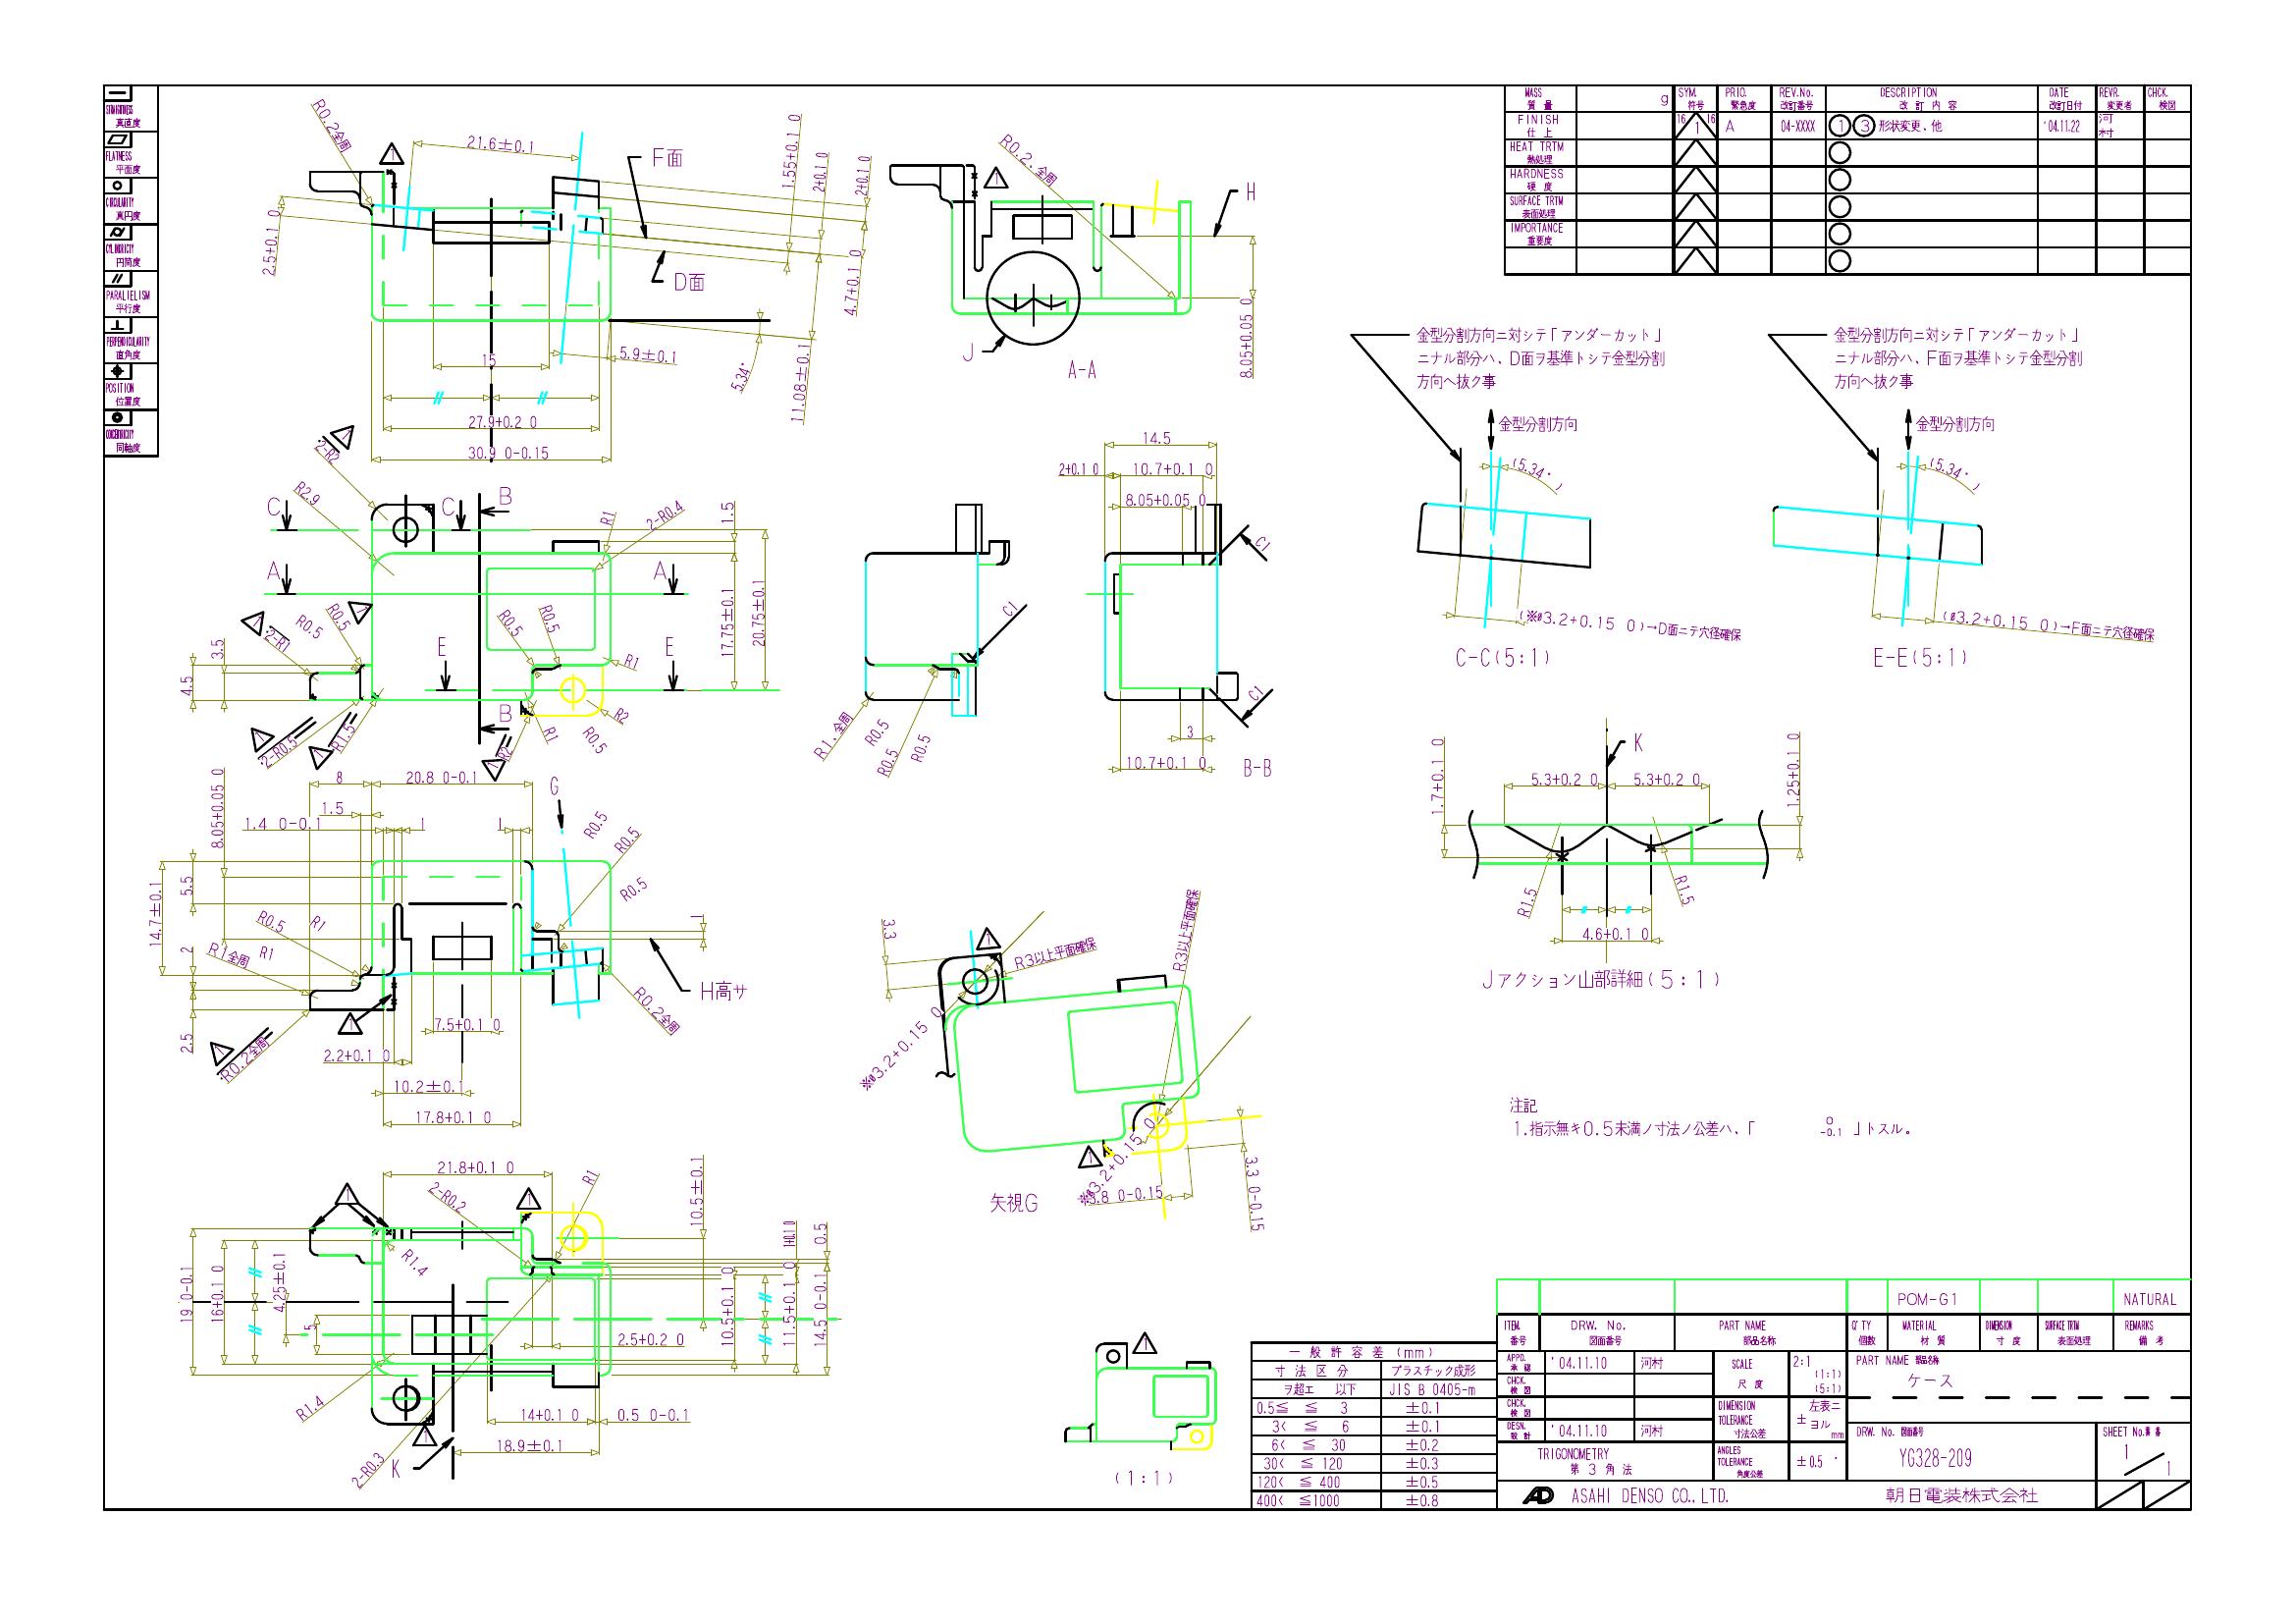 STRAIGHTNESS
真直度
FLATNESS
平面度
CIRCULARITY
真円度
CYLINDRICITY
円筒度
PARALLELISM
平行度
PERPENDICULARITY
直角度
POSITION
位置度
CONCENTRICITY
同軸度
MASS
質量
g
SYM.
符号
PRIO.
緊急度
REV.No.
改訂番号
DESCRIPTION
改訂内容
DATE
改訂日付
REVR.
変更者
CHCK.
検図
FINISH
仕上
16 1 16
A
04-XXXX
1 3 形状変更、他
'04.11.22
河村
HEAT TRTM
熱処理
HARDNESS
硬度
SURFACE TRTM
表面処理
IMPORTANCE
重要度
R0.2全周
1
21.6±0.1
F面
D面
1.55+0.1 0
2+0.1 0
2+0.1 0
2.5+0.1 0
4.7+0.1 0
5.9±0.1
5.34°
11.08±0.1
15
27.9+0.2 0
30.9 0-0.15
R0.2.全周
1
H
J
8.05+0.05 0
A-A
金型分割方向ニ対シテ「アンダーカット」
ニナル部分ハ、D面ヲ基準トシテ金型分割
方向ヘ抜ク事
金型分割方向
(5.34°)
(※ø3.2+0.15 0)→D面ニテ穴径確保
C-C(5:1)
金型分割方向ニ対シテ「アンダーカット」
ニナル部分ハ、F面ヲ基準トシテ金型分割
方向ヘ抜ク事
金型分割方向
(5.34°)
(ø3.2+0.15 0)→F面ニテ穴径確保
E-E(5:1)
2-R2
1
R2.9
C
C
B
R1
2-R0.4
1.5
A
A
17.75±0.1
20.75±0.1
1
2-R1
R0.5
R0.5
1
R0.5
R0.5
3.5
4.5
E
E
R1
R2
B
R1
R0.5
1
2-R0.5
1
R1.5
1
R2
R1.全周
R0.5
R0.5
R0.5
C1
14.5
2+0.1 0
10.7+0.1 0
8.05+0.05 0
C1
C1
3
10.7+0.1 0
B-B
K
5.3+0.2 0
5.3+0.2 0
1.7+0.1 0
1.25+0.1 0
R1.5
R1.5
4.6+0.1 0
Jアクション山部詳細(5:1)
8
20.8 0-0.1
G
1.5
1.4 0-0.1
1
1
8.05+0.05 0
R0.5
R0.5
R0.5
14.7±0.1
5.5
R0.5
R1
R1全周
R1
2
2.5
1
H高サ
R0.2全周
1
1
R0.2全周
7.5+0.1 0
2.2+0.1 0
10.2±0.1
17.8+0.1 0
3.3
1
R3以上平面確保
R3以上平面確保
※ø3.2+0.15 0
※ø3.2+0.15 0
1
3.8 0-0.15
3.3 0-0.15
矢視G
注記
1.指示無キ0.5未満ノ寸法ノ公差ハ、「 0 -0.1 」トスル。
21.8+0.1 0
1
2-R0.2
1
R1
10.5±0.1
1+0.1 0
0.5
R1.4
19 0-0.1
16+0.1 0
4.25±0.1
5
2.5+0.2 0
10.5+0.1 0
11.5+0.1 0
14.5 0-0.1
R1.4
1
14+0.1 0
0.5 0-0.1
18.9±0.1
2-R0.3
K
1
(1:1)
一般許容差 (mm)
寸法区分
プラスチック成形
ヲ超エ 以下
JIS B 0405-m
0.5≦ ≦ 3 ±0.1
3< ≦ 6 ±0.1
6< ≦ 30 ±0.2
30< ≦ 120 ±0.3
120< ≦ 400 ±0.5
400< ≦1000 ±0.8
POM-G1
NATURAL
ITEM.
番号
DRW. No.
図面番号
PART NAME
部品名称
Q'TY
個数
MATERIAL
材質
DIMENSION
寸度
SURFACE TRTM
表面処理
REMARKS
備考
APPD.
承認
'04.11.10
河村
CHCK.
検図
CHCK.
検図
DESN.
設計
'04.11.10
河村
SCALE
尺度
2:1
(1:1)
(5:1)
DIMENSION
TOLERANCE
寸法公差
左表ニ
±ヨル
mm
ANGLES
TOLERANCE
角度公差
±0.5°
TRIGONOMETRY
第3角法
PART NAME 部品名称
ケース
DRW. No. 図面番号
YG328-209
SHEET No.葉番
1/1
ASAHI DENSO CO., LTD.
朝日電装株式会社